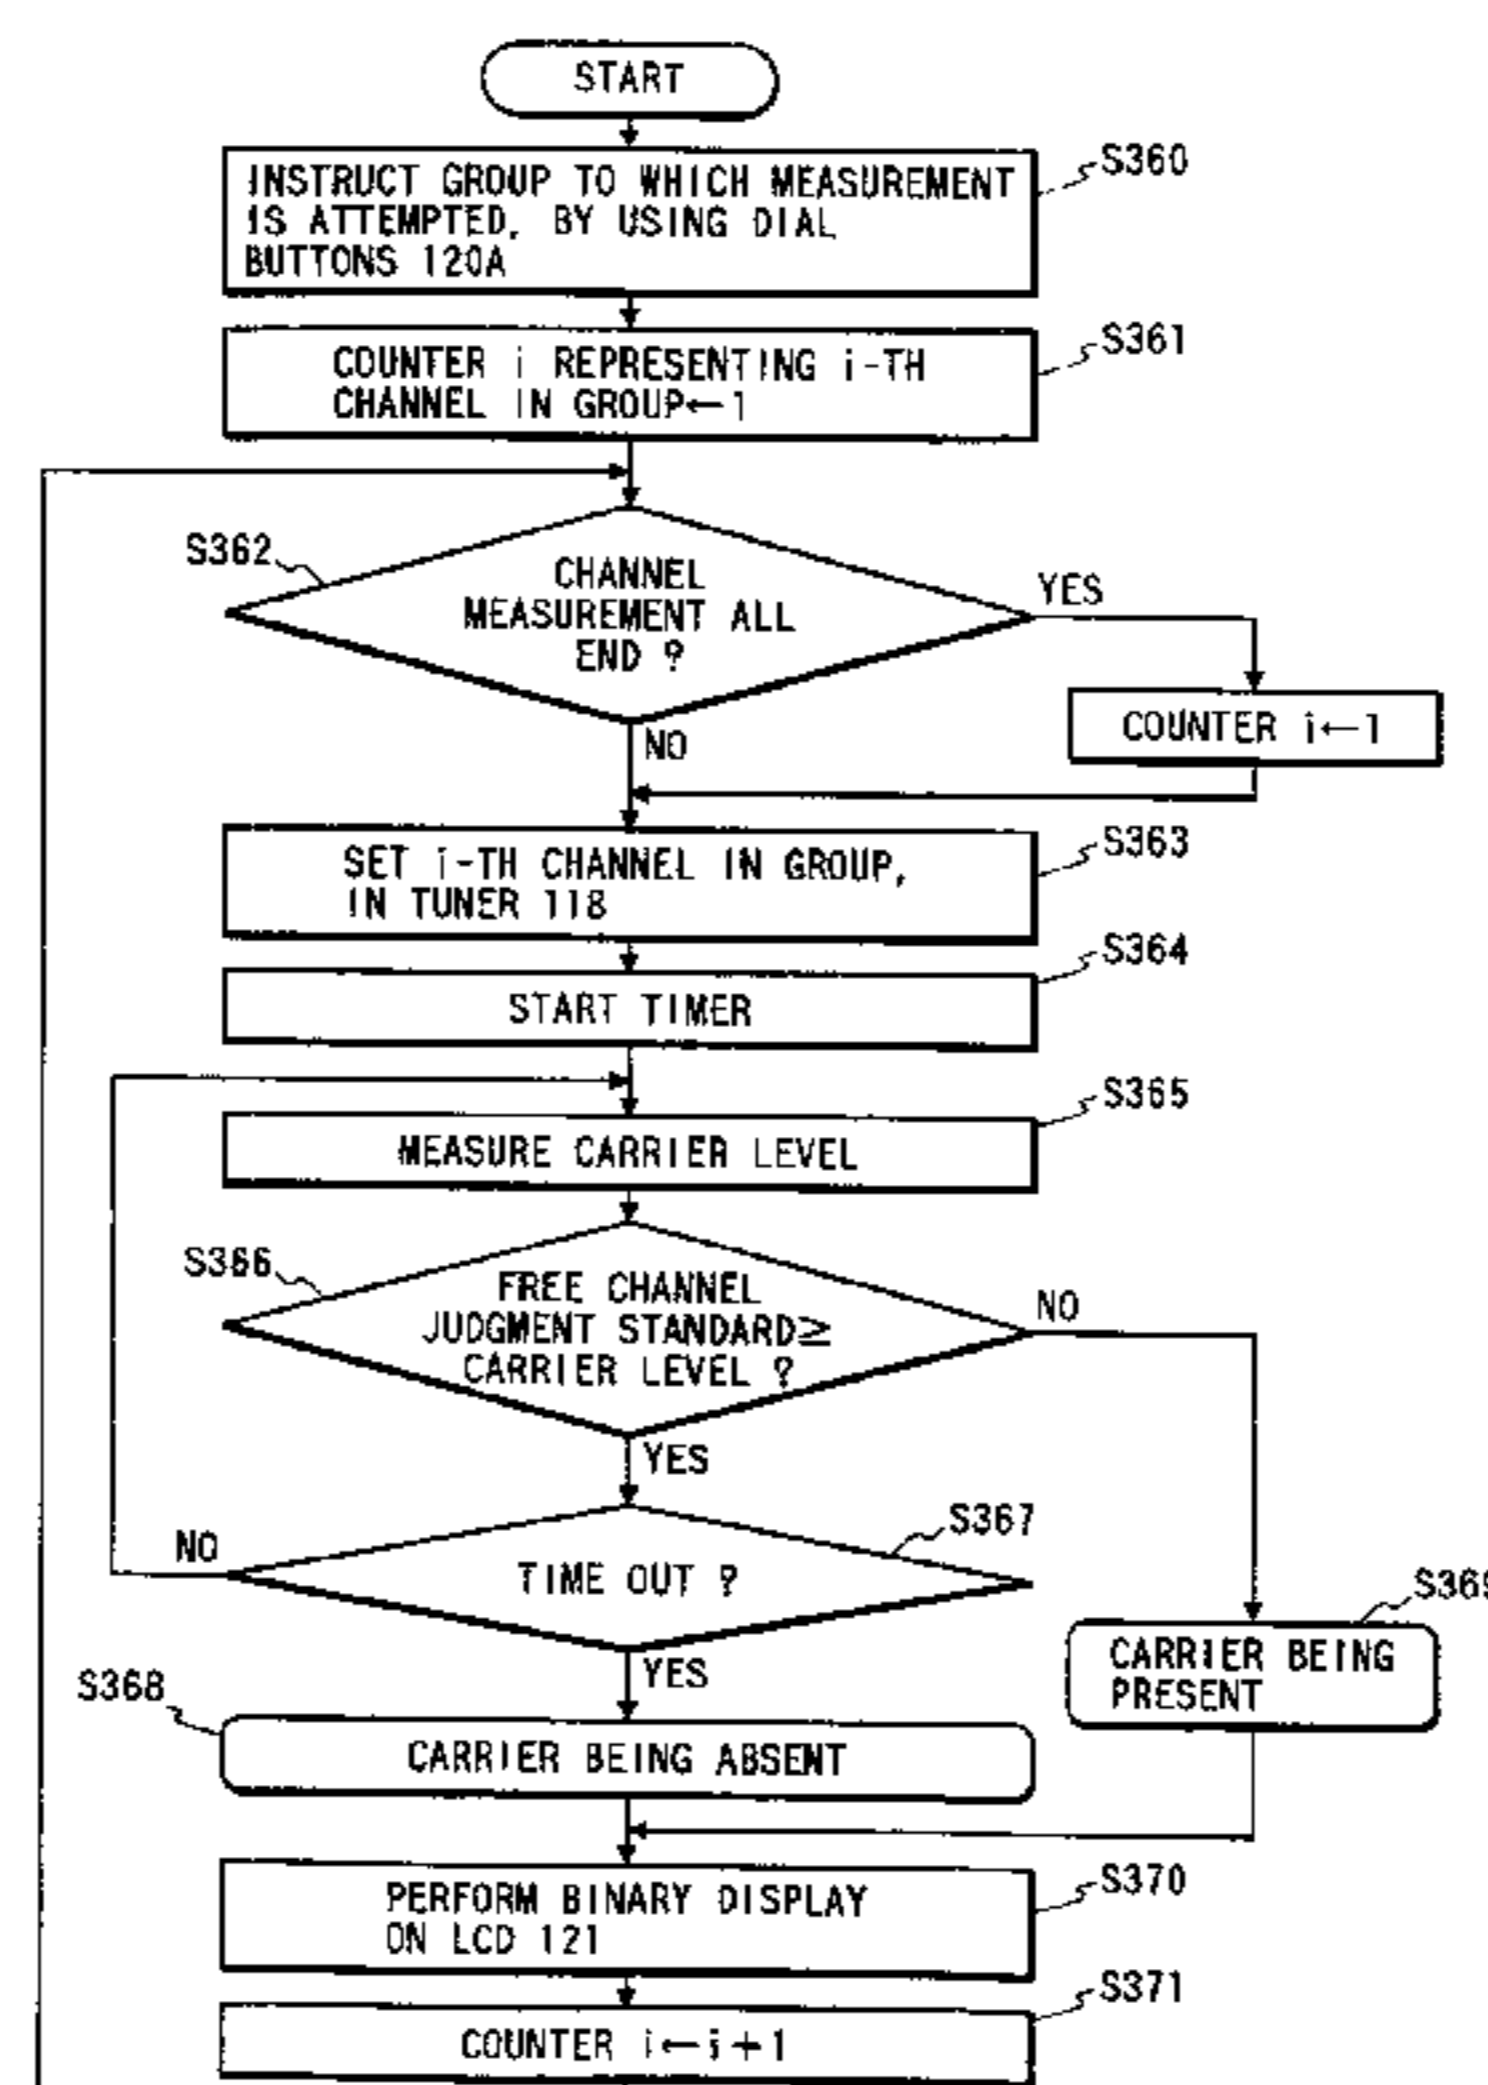 START
INSTRUCT GROUP TO WHICH MEASUREMENT
IS ATTEMPTED, BY USING DIAL
BUTTONS 120A
S360
COUNTER i REPRESENTING i-TH
CHANNEL IN GROUP←1
S361
S362
CHANNEL
MEASUREMENT ALL
END ?
YES
NO
COUNTER i←1
SET i-TH CHANNEL IN GROUP,
IN TUNER 118
S363
START TIMER
S364
MEASURE CARRIER LEVEL
S365
S366
FREE CHANNEL
JUDGMENT STANDARD≥
CARRIER LEVEL ?
NO
YES
S367
NO
TIME OUT ?
YES
S369
CARRIER BEING
PRESENT
S368
CARRIER BEING ABSENT
PERFORM BINARY DISPLAY
ON LCD 121
S370
COUNTER i←i+1
S371